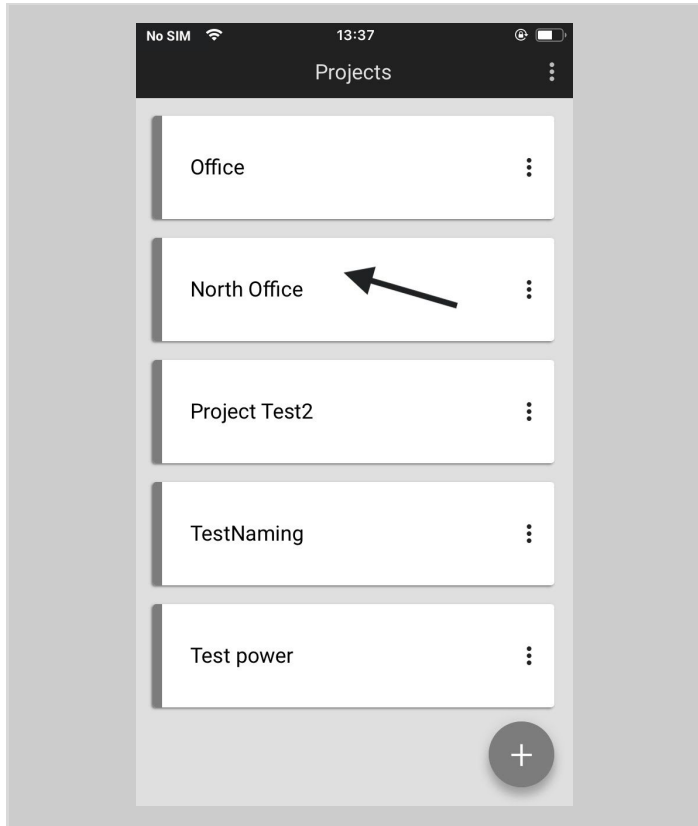 No SIM 13:37
Projects
Office
North Office
Project Test2
TestNaming
Test power